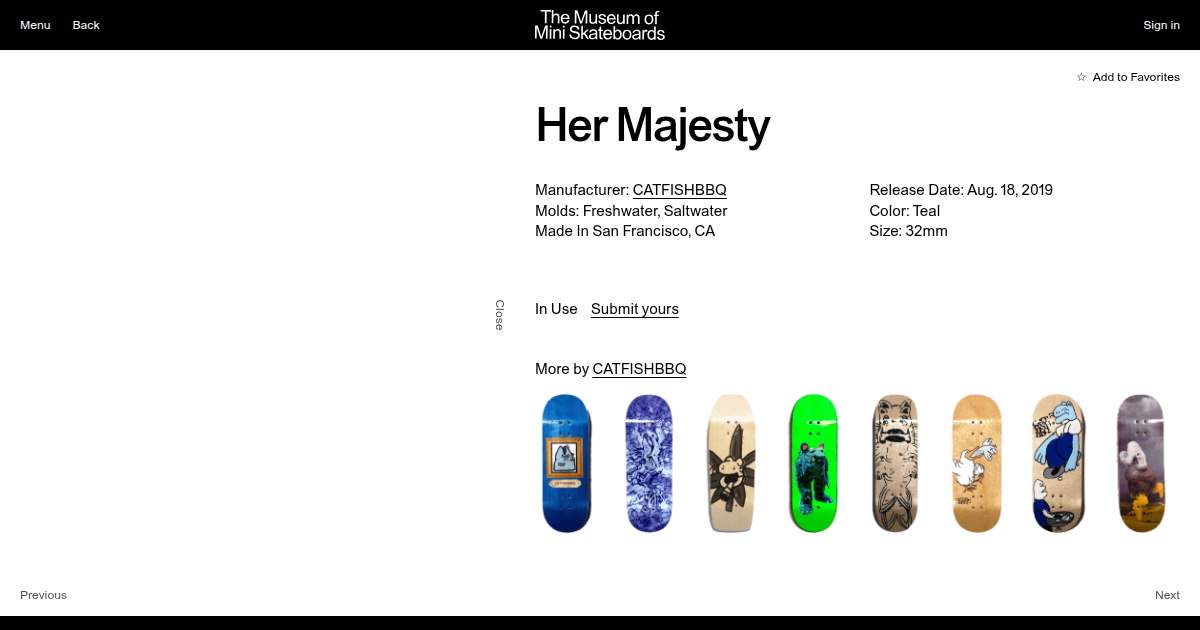 Menu
Back
The Museum of
Mini Skateboards
Sign in
☆ Add to Favorites
Her Majesty
Manufacturer: CATFISHBBQ
Molds: Freshwater, Saltwater
Made In San Francisco, CA
Release Date: Aug. 18, 2019
Color: Teal
Size: 32mm
Close
In Use Submit yours
More by CATFISHBBQ
Previous
Next